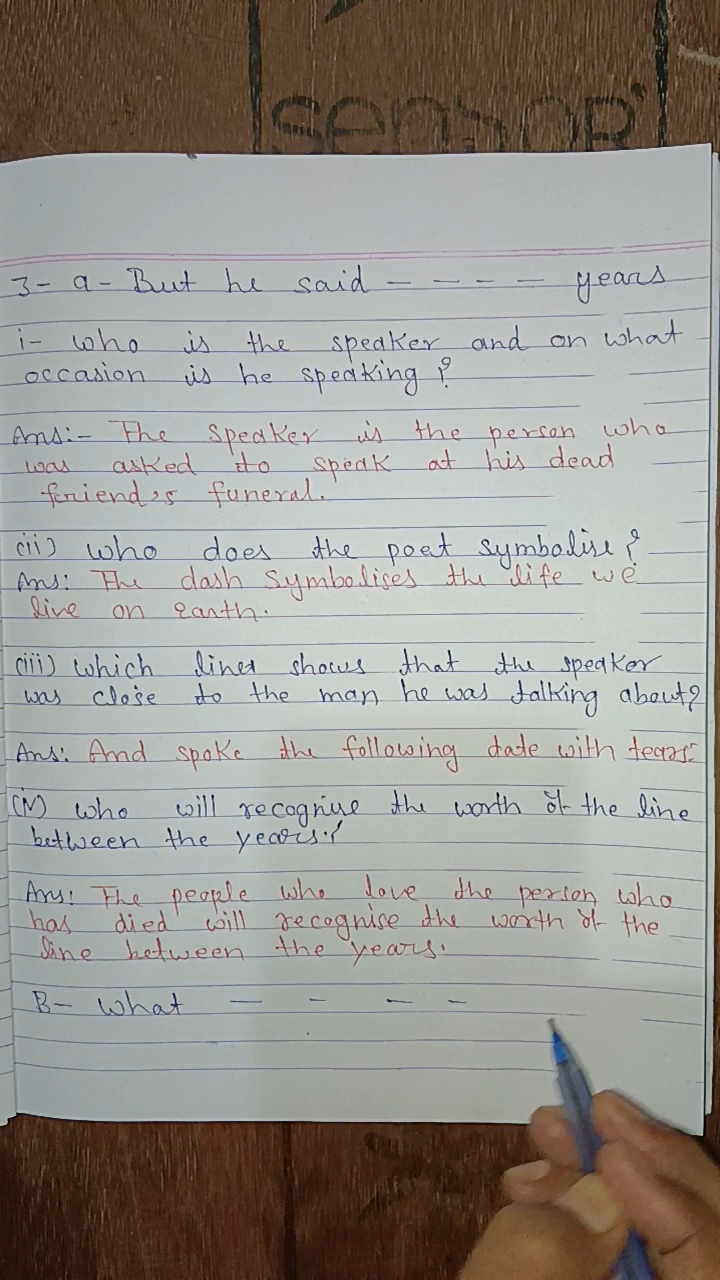 sensor
3- a- But he said - - - - years
i- who is the speaker and on what
occasion is he speaking ?
Ans:- The speaker is the person who
was asked to speak at his dead
friend's funeral.
(ii) who does the poet symbolise ?
Ans: The dash symbolises the life we
live on earth.
(iii) which lines shows that the speaker
was close to the man he was talking about?
Ans: And spoke the following date with tears.
(iv) who will recognise the worth of the line
between the years?
Ans: The people who love the person who
has died will recognise the worth of the
line between the years.
B- what - - - -